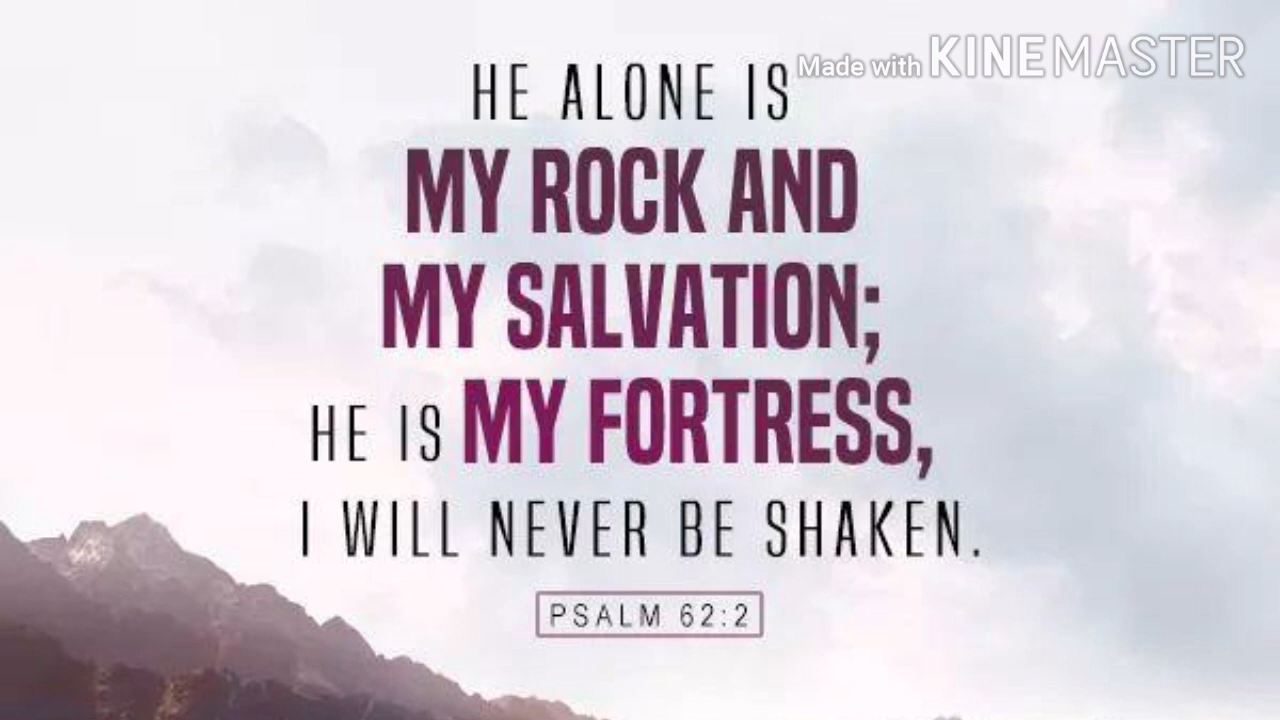 Made with KINEMASTER
HE ALONE IS
MY ROCK AND
MY SALVATION;
HE IS MY FORTRESS,
I WILL NEVER BE SHAKEN.
PSALM 62:2